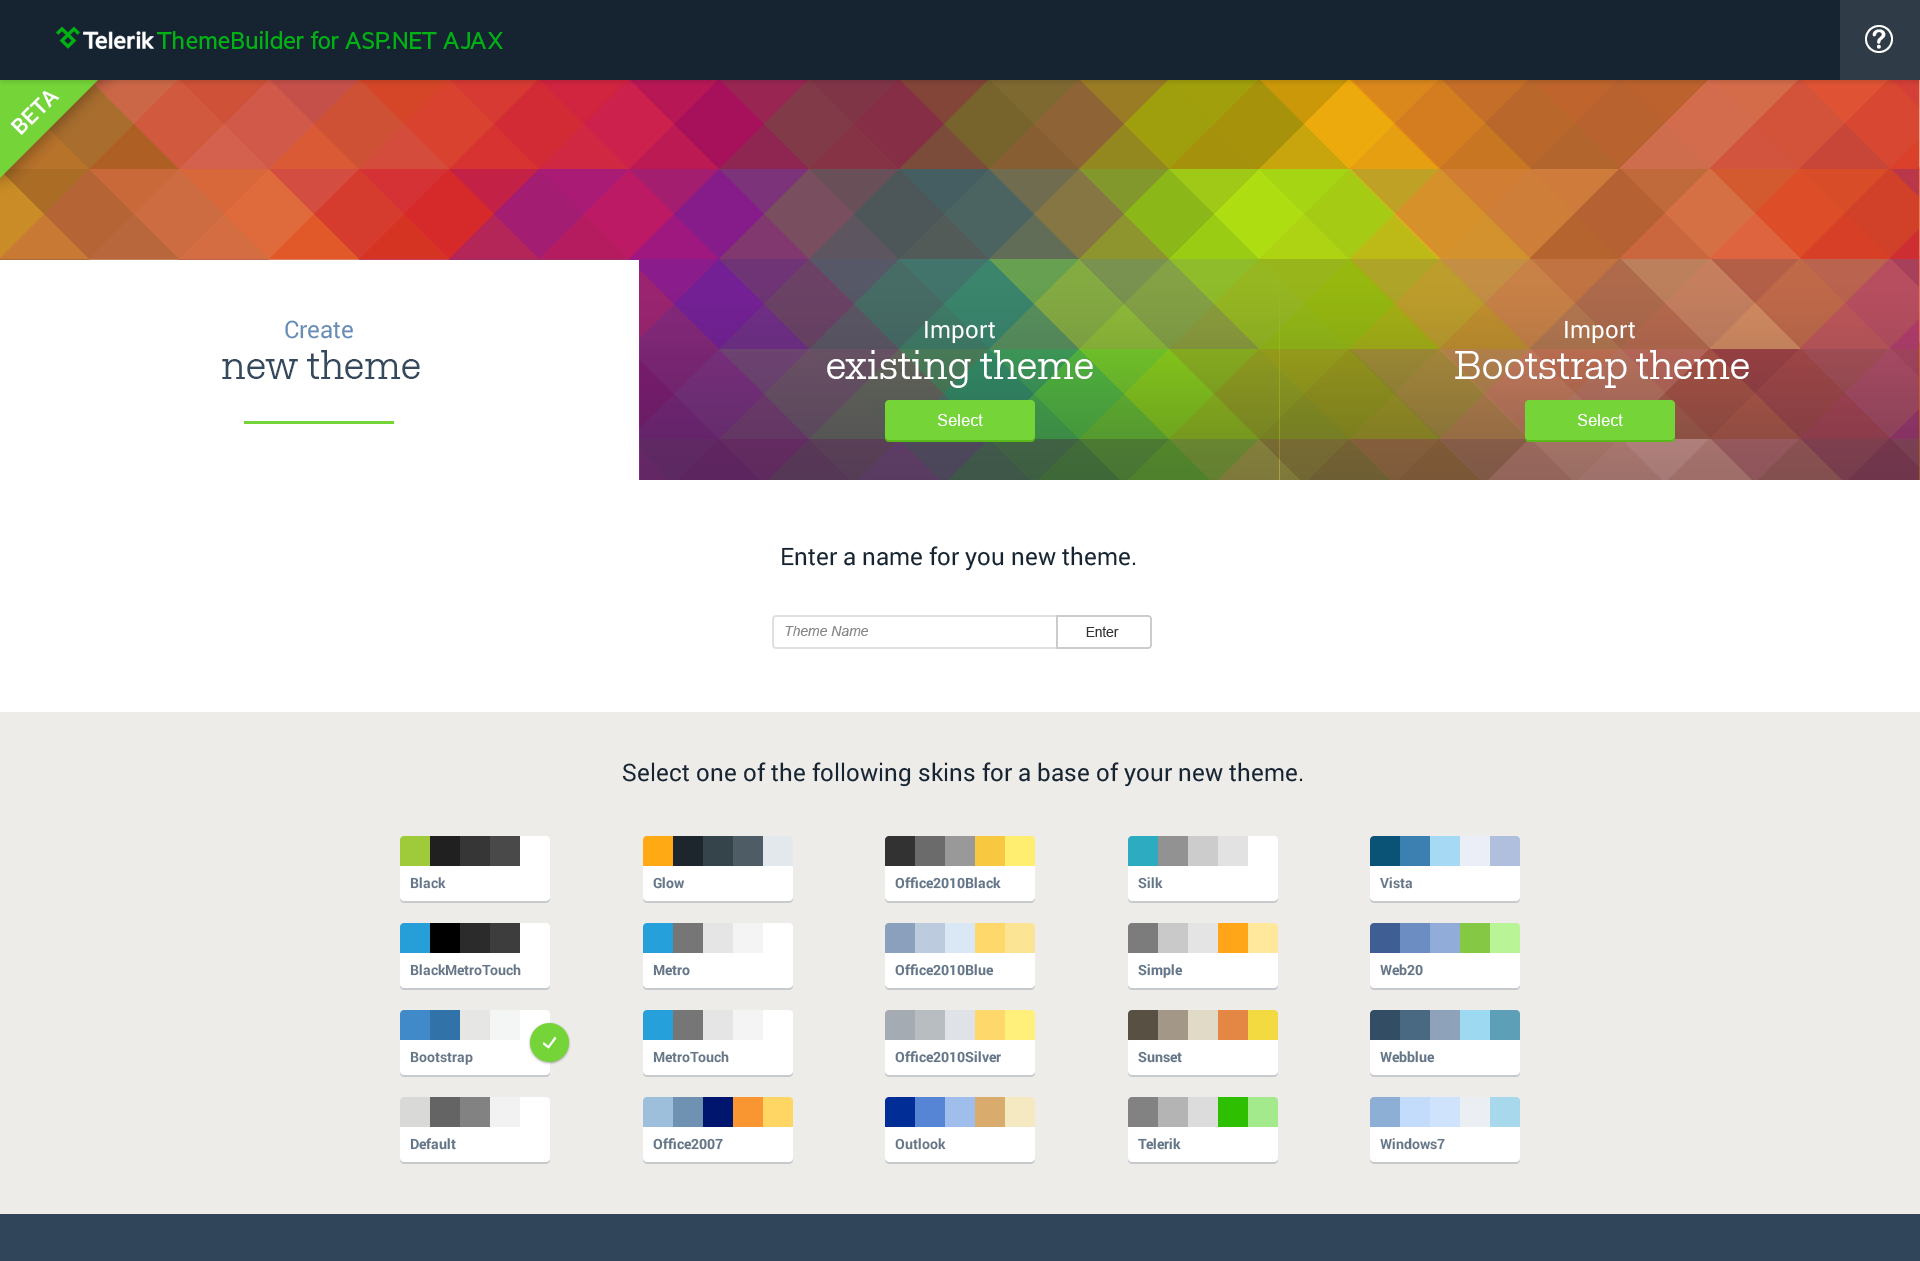 Telerik ThemeBuilder for ASP.NET AJAX
BETA
Create
new theme
Import
existing theme
Select
Import
Bootstrap theme
Select
Enter a name for you new theme.
Theme Name
Enter
Select one of the following skins for a base of your new theme.
Black
Glow
Office2010Black
Silk
Vista
BlackMetroTouch
Metro
Office2010Blue
Simple
Web20
Bootstrap
MetroTouch
Office2010Silver
Sunset
Webblue
Default
Office2007
Outlook
Telerik
Windows7